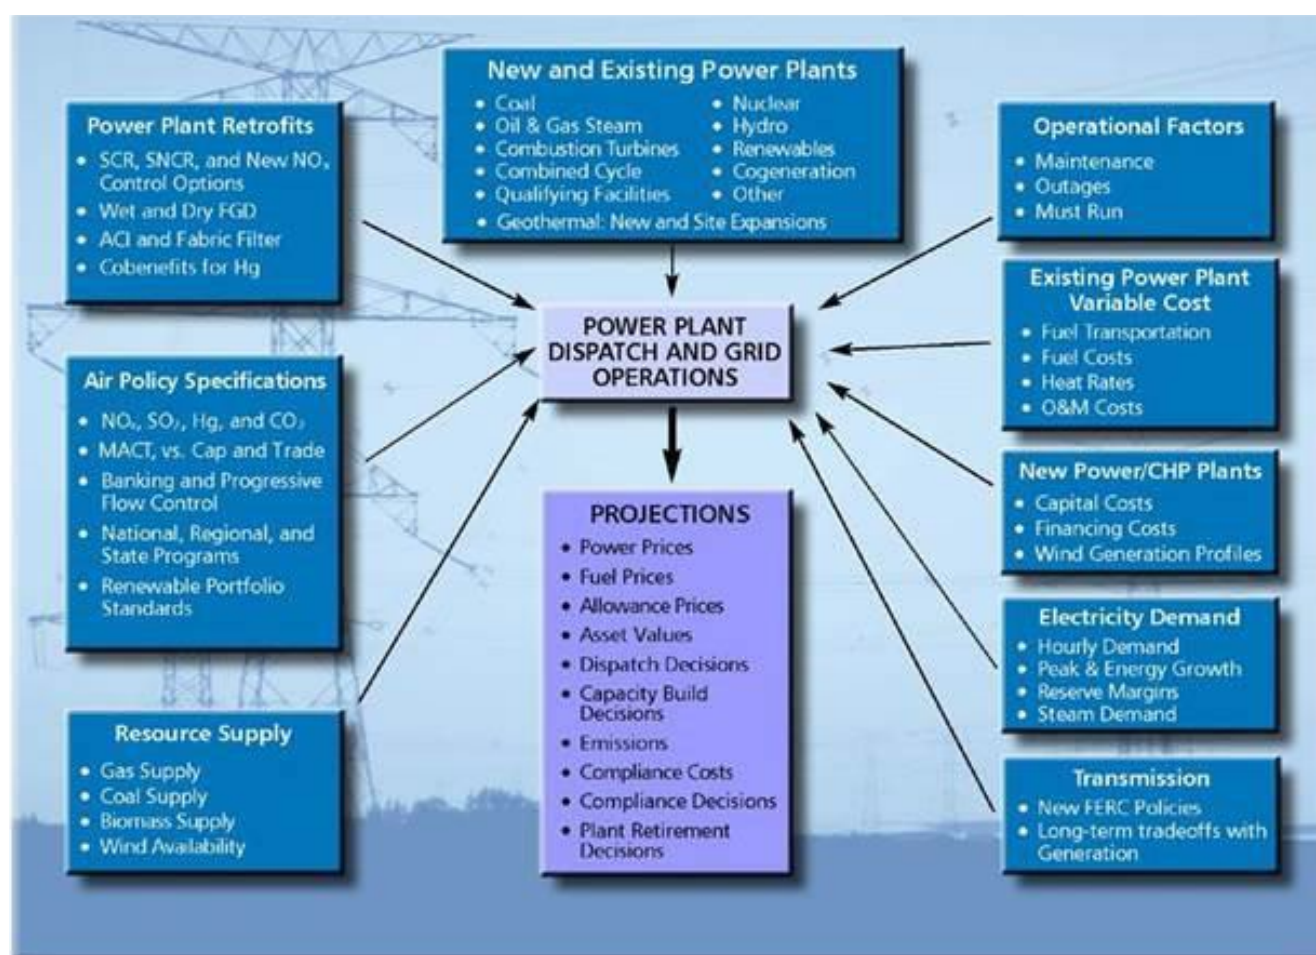 New and Existing Power Plants
• Coal
• Oil & Gas Steam
• Combustion Turbines
• Combined Cycle
• Qualifying Facilities
• Nuclear
• Hydro
• Renewables
• Cogeneration
• Other
• Geothermal: New and Site Expansions
Power Plant Retrofits
• SCR, SNCR, and New NOₓ
Control Options
• Wet and Dry FGD
• ACI and Fabric Filter
• Cobenefits for Hg
Air Policy Specifications
• NOₓ, SO₂, Hg, and CO₂
• MACT, vs. Cap and Trade
• Banking and Progressive
Flow Control
• National, Regional, and
State Programs
• Renewable Portfolio
Standards
Resource Supply
• Gas Supply
• Coal Supply
• Biomass Supply
• Wind Availability
POWER PLANT
DISPATCH AND GRID
OPERATIONS
PROJECTIONS
• Power Prices
• Fuel Prices
• Allowance Prices
• Asset Values
• Dispatch Decisions
• Capacity Build
Decisions
• Emissions
• Compliance Costs
• Compliance Decisions
• Plant Retirement
Decisions
Operational Factors
• Maintenance
• Outages
• Must Run
Existing Power Plant
Variable Cost
• Fuel Transportation
• Fuel Costs
• Heat Rates
• O&M Costs
New Power/CHP Plants
• Capital Costs
• Financing Costs
• Wind Generation Profiles
Electricity Demand
• Hourly Demand
• Peak & Energy Growth
• Reserve Margins
• Steam Demand
Transmission
• New FERC Policies
• Long-term tradeoffs with
Generation